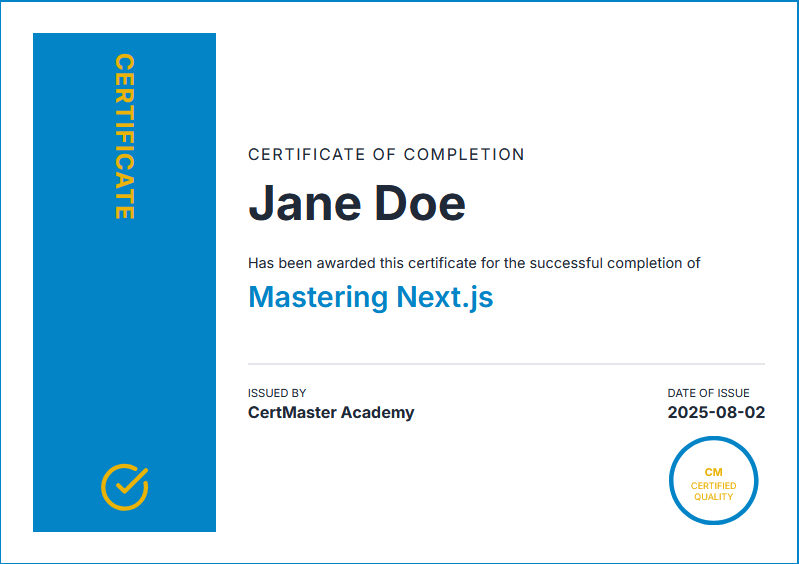 CERTIFICATE
CERTIFICATE OF COMPLETION
Jane Doe
Has been awarded this certificate for the successful completion of
Mastering Next.js
ISSUED BY
CertMaster Academy
DATE OF ISSUE
2025-08-02
CM
CERTIFIED
QUALITY